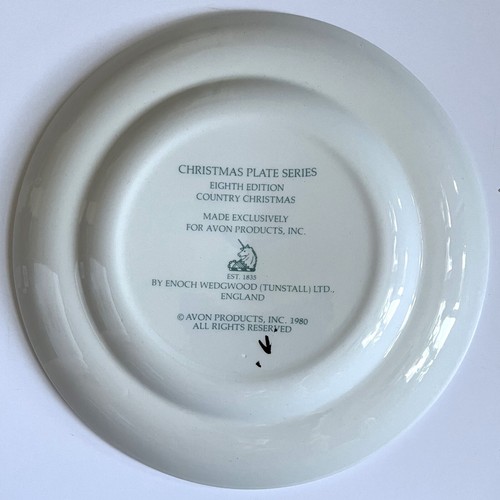 CHRISTMAS PLATE SERIES
EIGHTH EDITION
COUNTRY CHRISTMAS
MADE EXCLUSIVELY
FOR AVON PRODUCTS, INC.
EST. 1835
BY ENOCH WEDGWOOD (TUNSTALL) LTD.,
ENGLAND
© AVON PRODUCTS, INC. 1980
ALL RIGHTS RESERVED